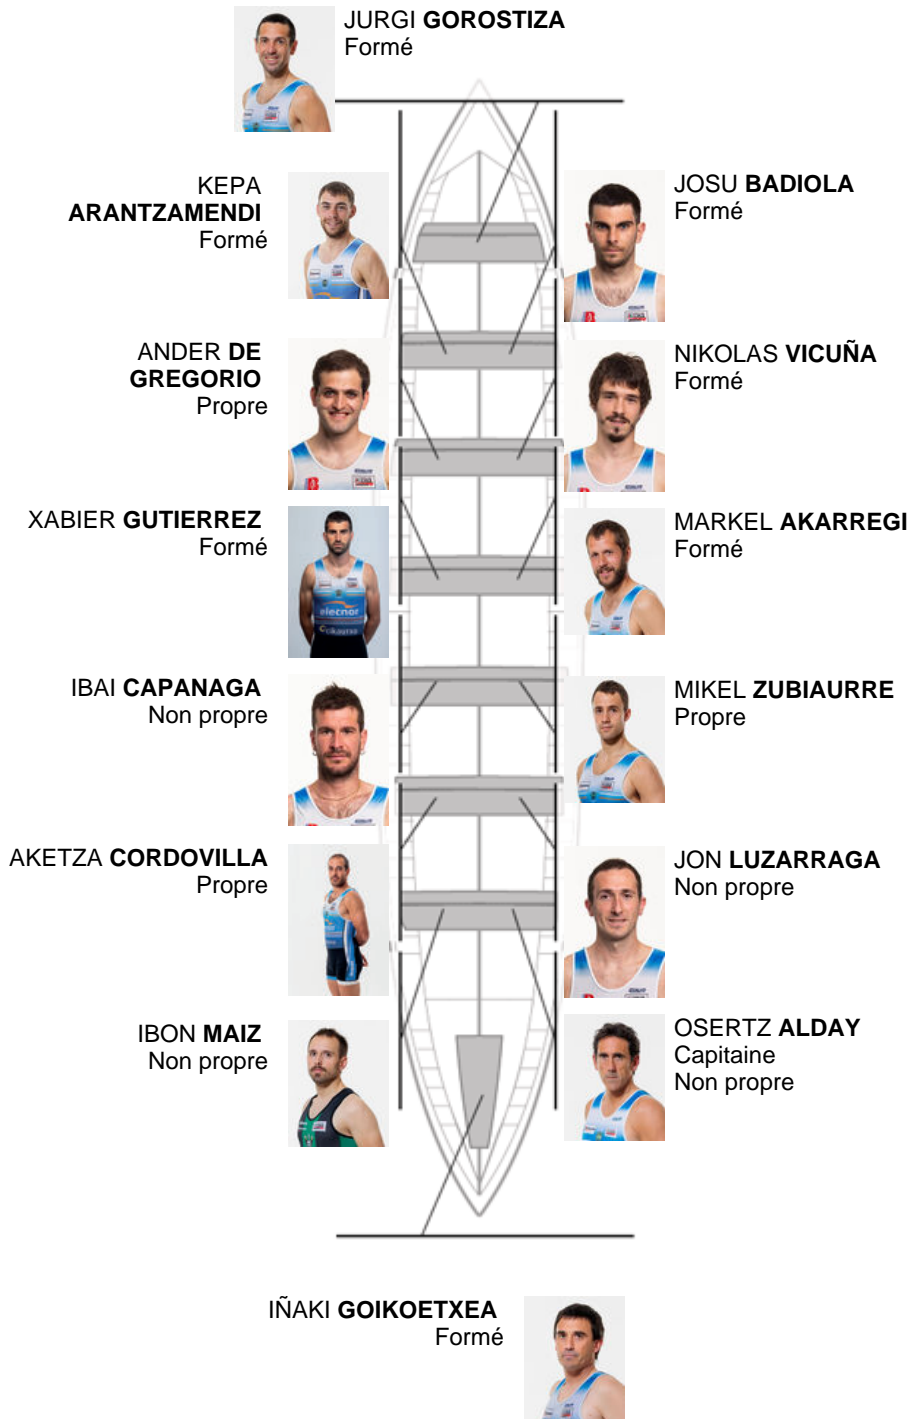 JURGI GOROSTIZA
Formé
KEPA
ARANTZAMENDI
Formé
JOSU BADIOLA
Formé
ANDER DE
GREGORIO
Propre
NIKOLAS VICUÑA
Formé
XABIER GUTIERREZ
Formé
elecnor
MARKEL AKARREGI
Formé
IBAI CAPANAGA
Non propre
MIKEL ZUBIAURRE
Propre
AKETZA CORDOVILLA
Propre
JON LUZARRAGA
Non propre
IBON MAIZ
Non propre
OSERTZ ALDAY
Capitaine
Non propre
IÑAKI GOIKOETXEA
Formé